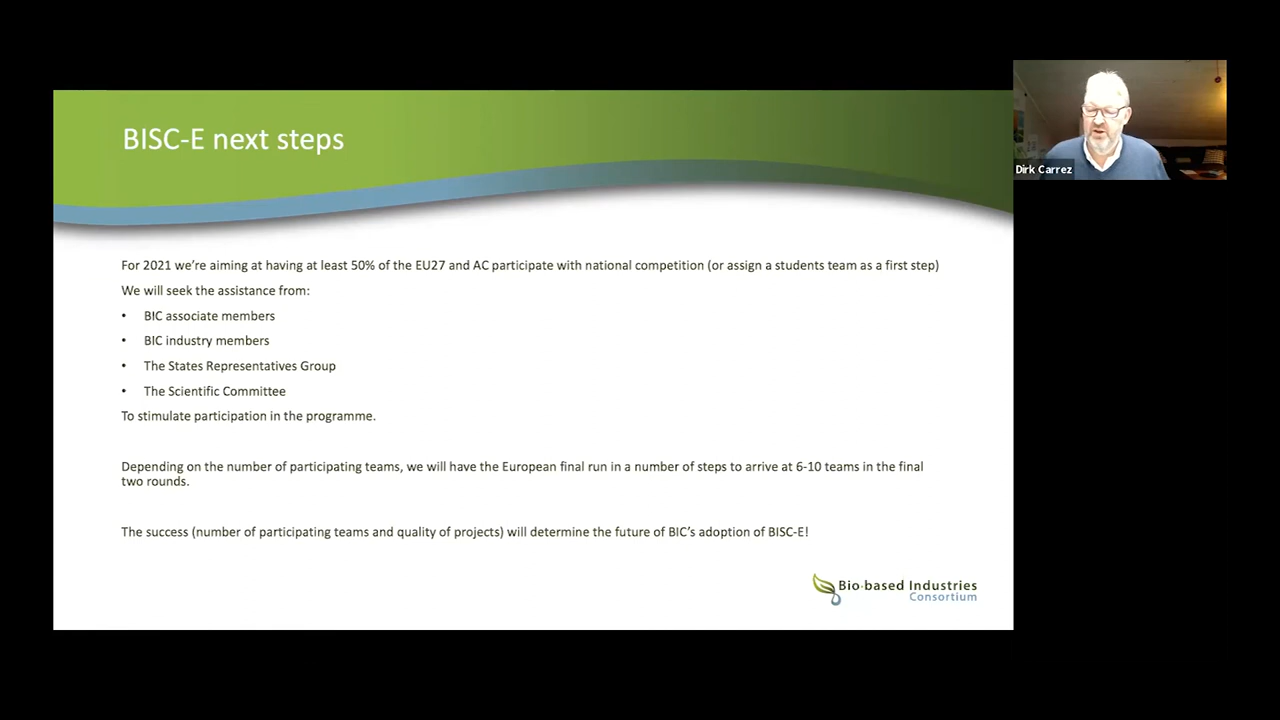 BISC-E next steps
Dirk Carrez
For 2021 we're aiming at having at least 50% of the EU27 and AC participate with national competition (or assign a students team as a first step)
We will seek the assistance from:
• BIC associate members
• BIC industry members
• The States Representatives Group
• The Scientific Committee
To stimulate participation in the programme.
Depending on the number of participating teams, we will have the European final run in a number of steps to arrive at 6-10 teams in the final
two rounds.
The success (number of participating teams and quality of projects) will determine the future of BIC's adoption of BISC-E!
Bio-based Industries
Consortium